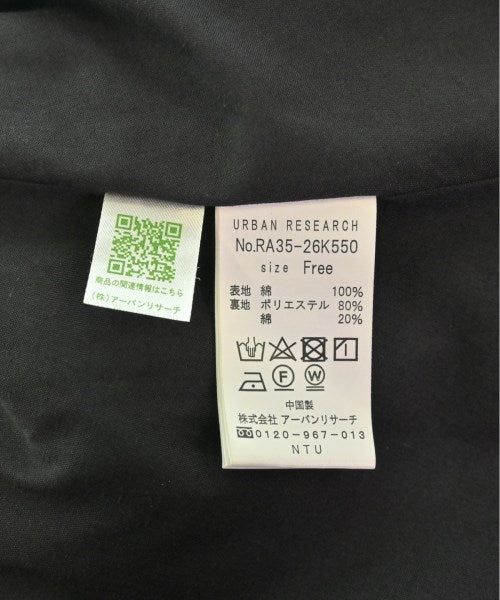 商品の関連情報はこちら
(株)アーバンリサーチ
URBAN RESEARCH
No.RA35-26K550
size Free
表地 綿 100%
裏地 ポリエステル 80%
綿 20%
中国製
株式会社 アーバンリサーチ
0120-967-013
NTU